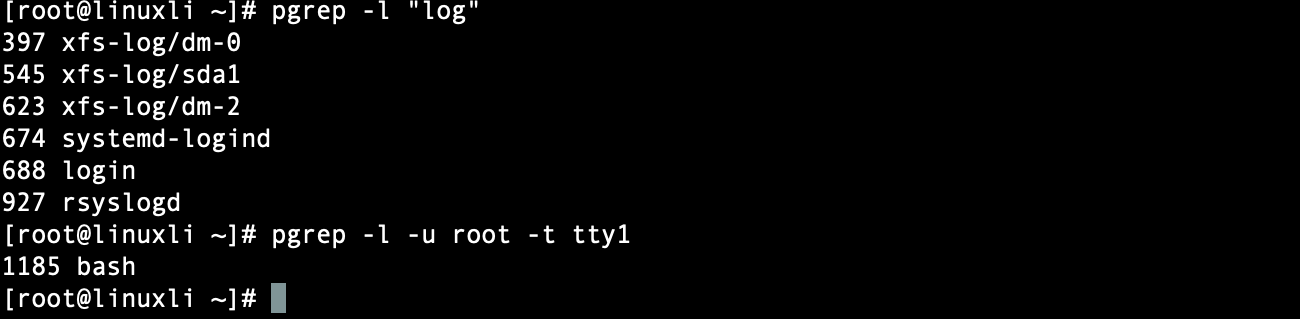 [root@linuxli ~]# pgrep -l "log"
397 xfs-log/dm-0
545 xfs-log/sda1
623 xfs-log/dm-2
674 systemd-logind
688 login
927 rsyslogd
[root@linuxli ~]# pgrep -l -u root -t tty1
1185 bash
[root@linuxli ~]#